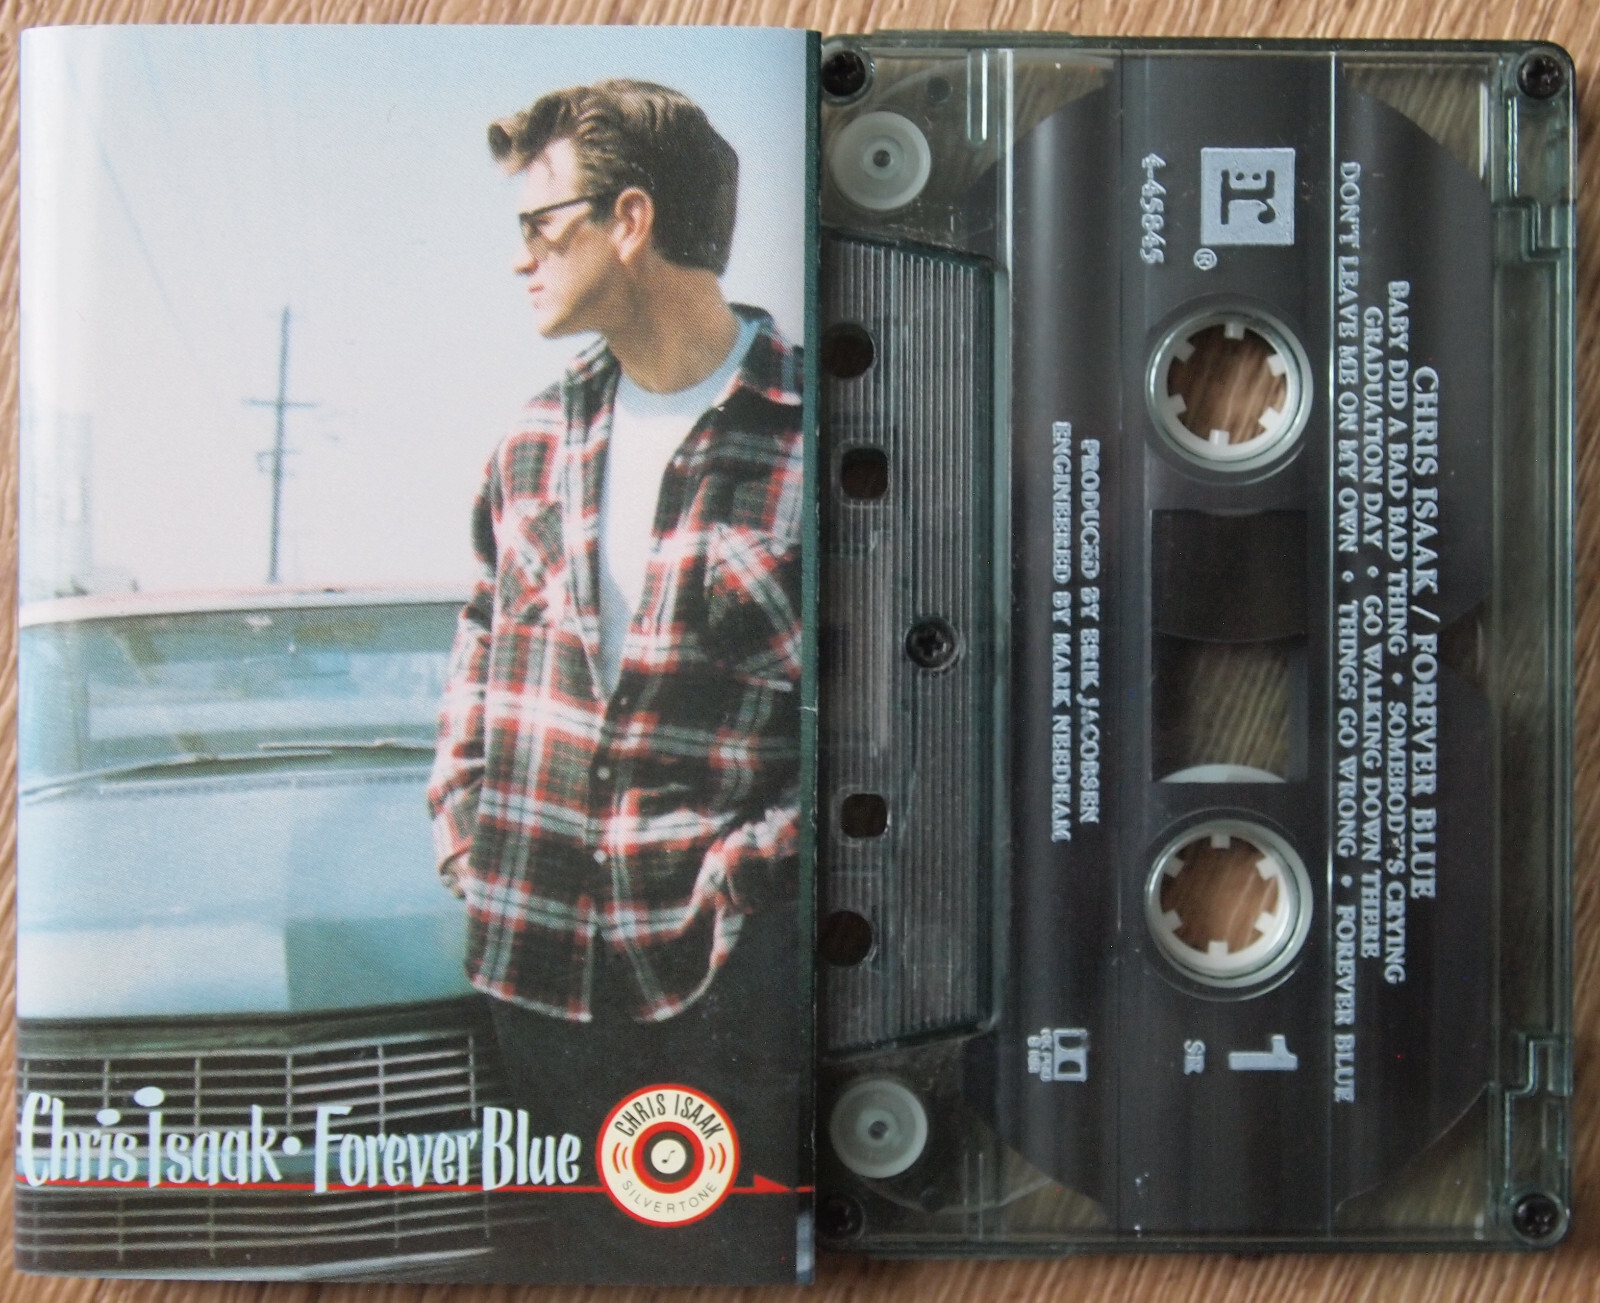 Chris Isaak • Forever Blue
CHRIS ISAAK
SILVERTONE
CHRIS ISAAK / FOREVER BLUE
BABY DID A BAD BAD THING • SOMEBODY'S CRYING
GRADUATION DAY • GO WALKING DOWN THERE
DON'T LEAVE ME ON MY OWN • THINGS GO WRONG • FOREVER BLUE
r
®
4-45845
1
SR
PRODUCED BY ERIK JACOBSEN
ENGINEERED BY MARK NEEDHAM